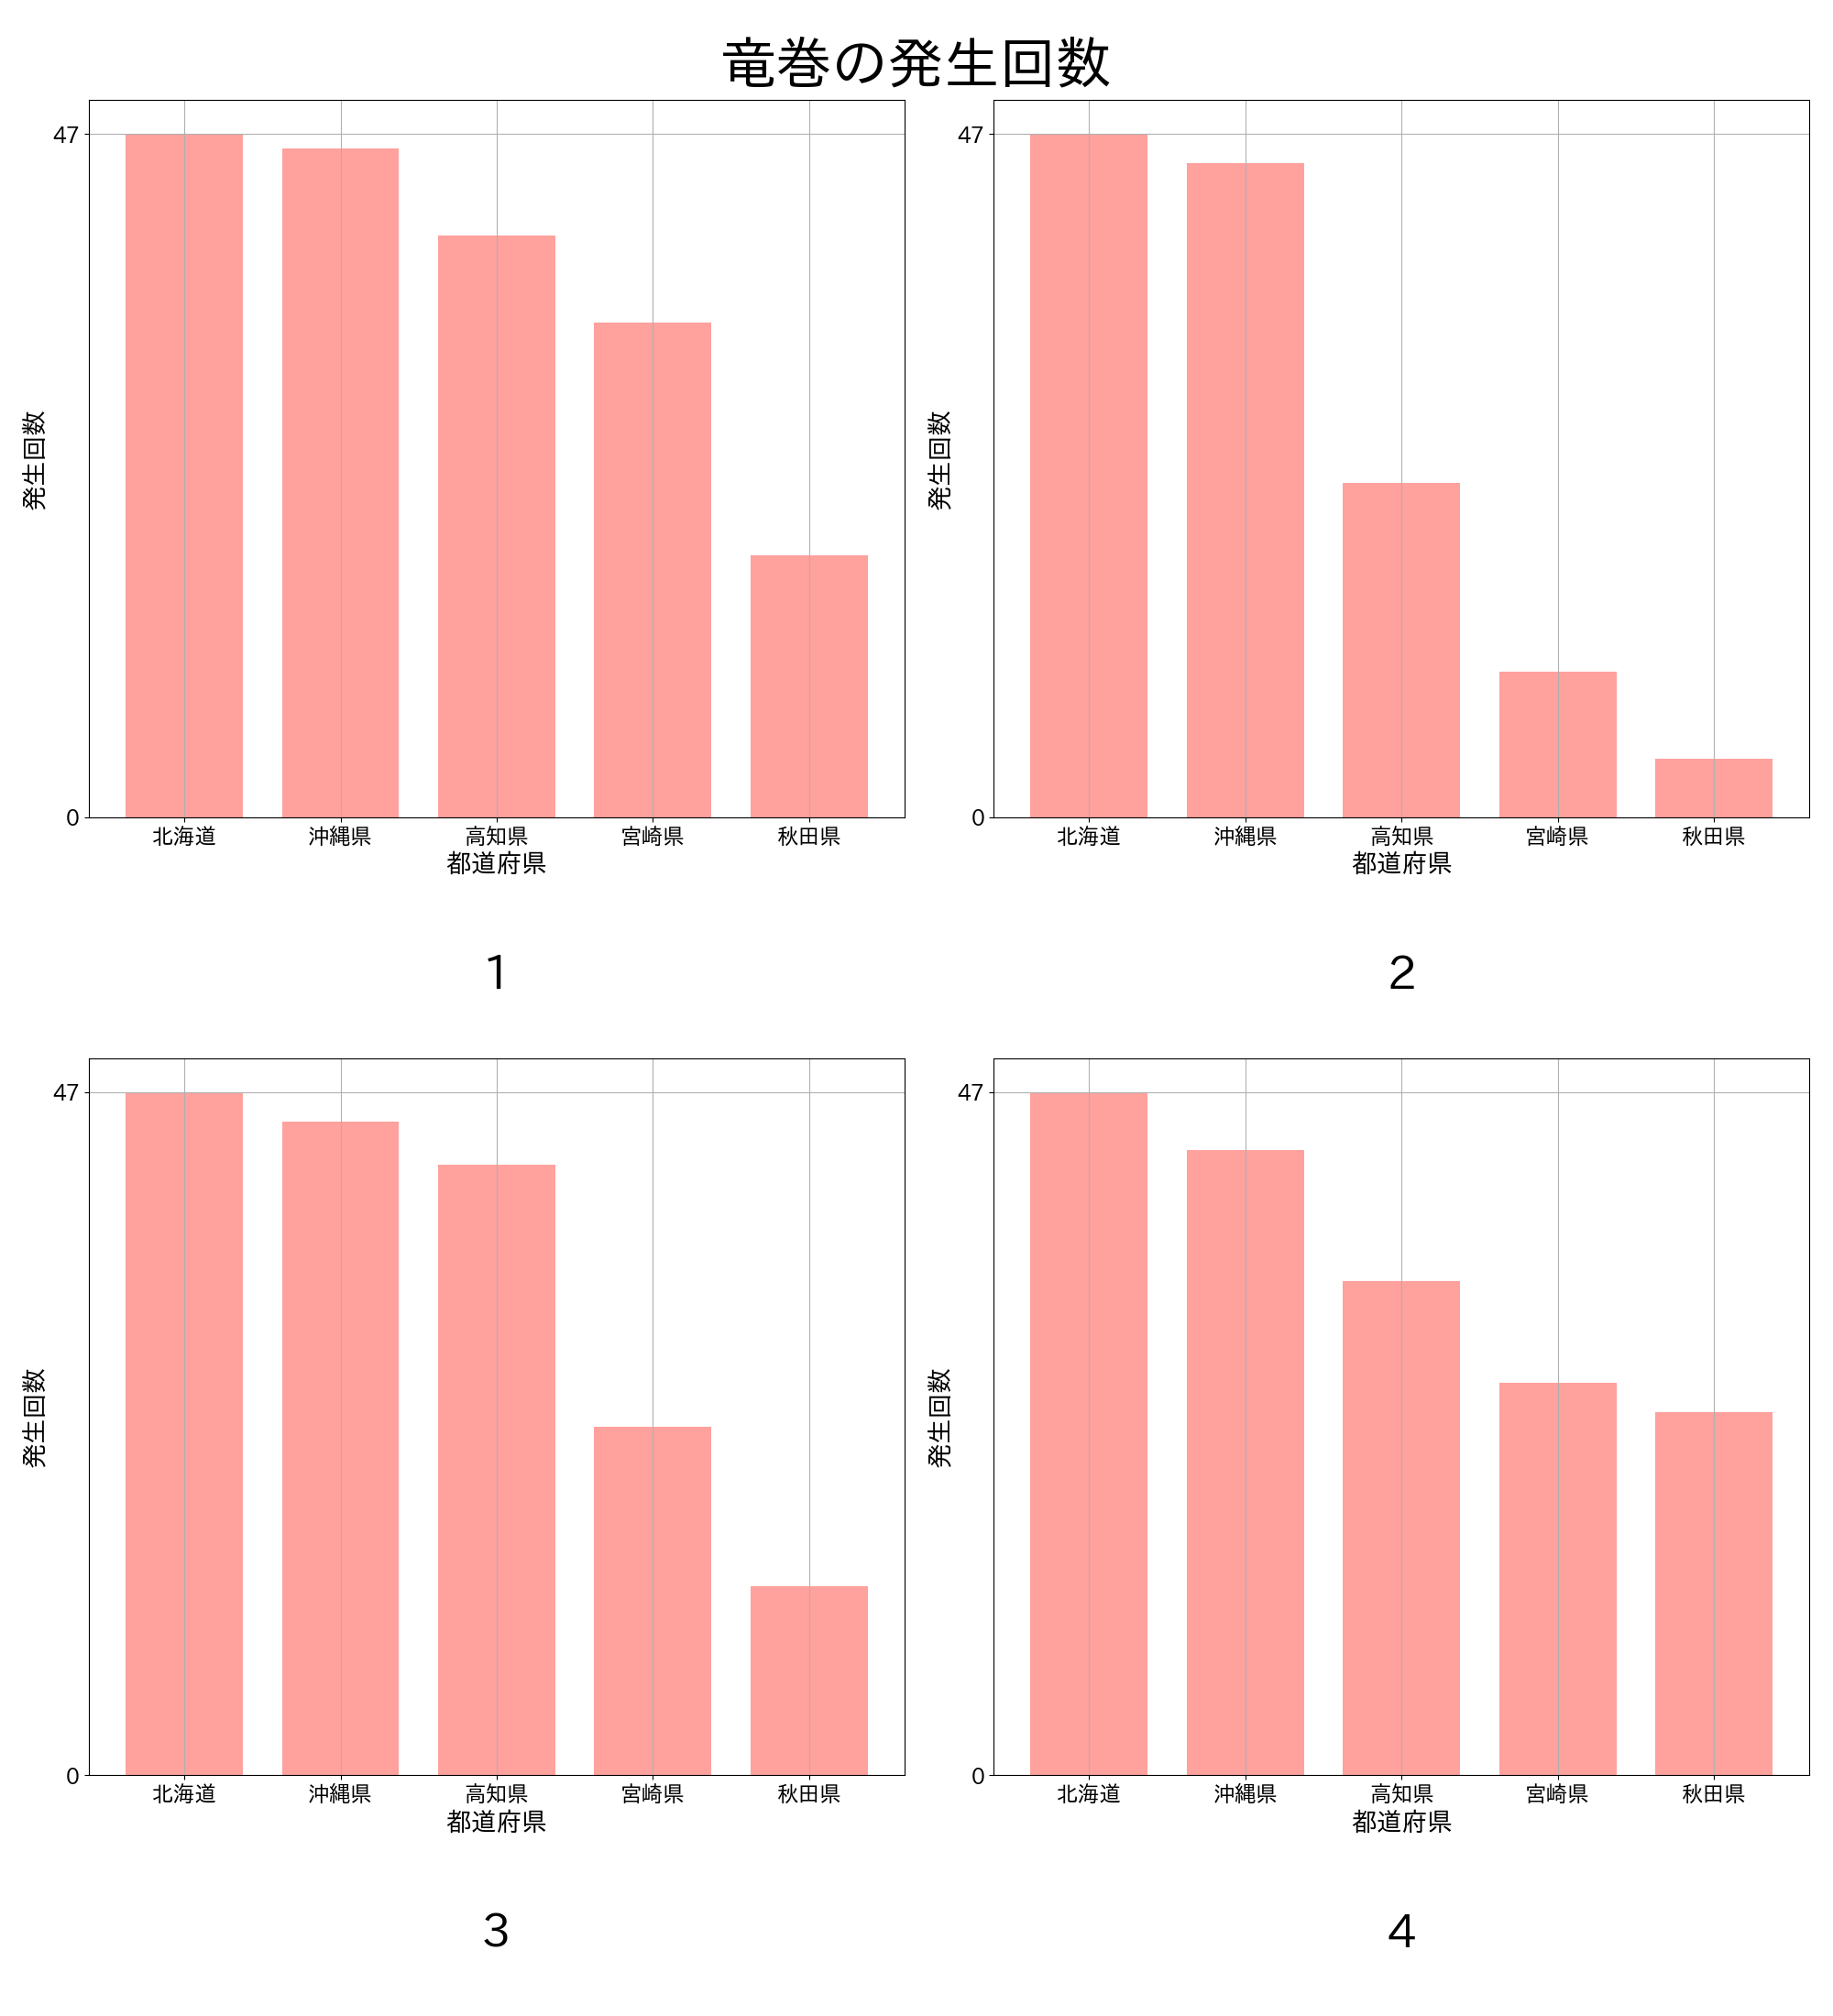 竜巻の発生回数
47
0
発生回数
北海道 沖縄県 高知県 宮崎県 秋田県
都道府県
1
47
0
発生回数
北海道 沖縄県 高知県 宮崎県 秋田県
都道府県
2
47
0
発生回数
北海道 沖縄県 高知県 宮崎県 秋田県
都道府県
3
47
0
発生回数
北海道 沖縄県 高知県 宮崎県 秋田県
都道府県
4